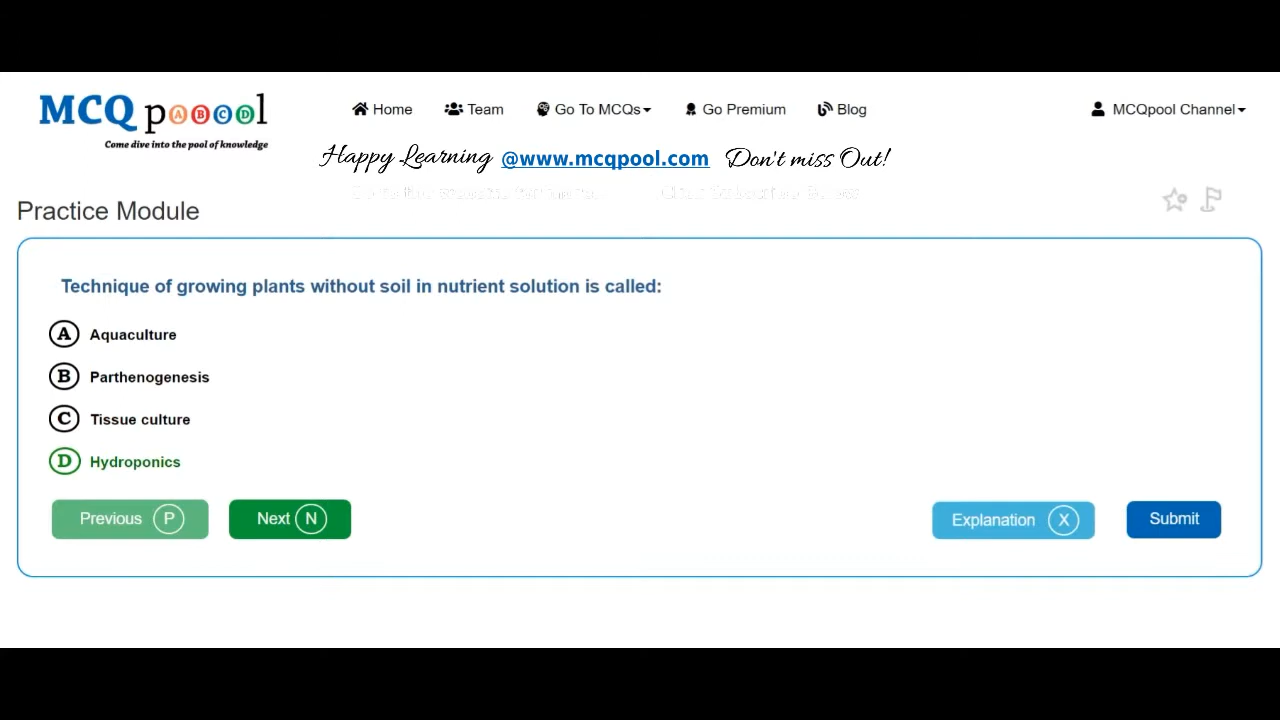 MCQ pooool
Come dive into the pool of knowledge
Home Team Go To MCQs Go Premium Blog MCQpool Channel
Happy Learning @www.mcqpool.com Don't miss Out!
Practice Module
Technique of growing plants without soil in nutrient solution is called:
A Aquaculture
B Parthenogenesis
C Tissue culture
D Hydroponics
Previous P Next N Explanation X Submit